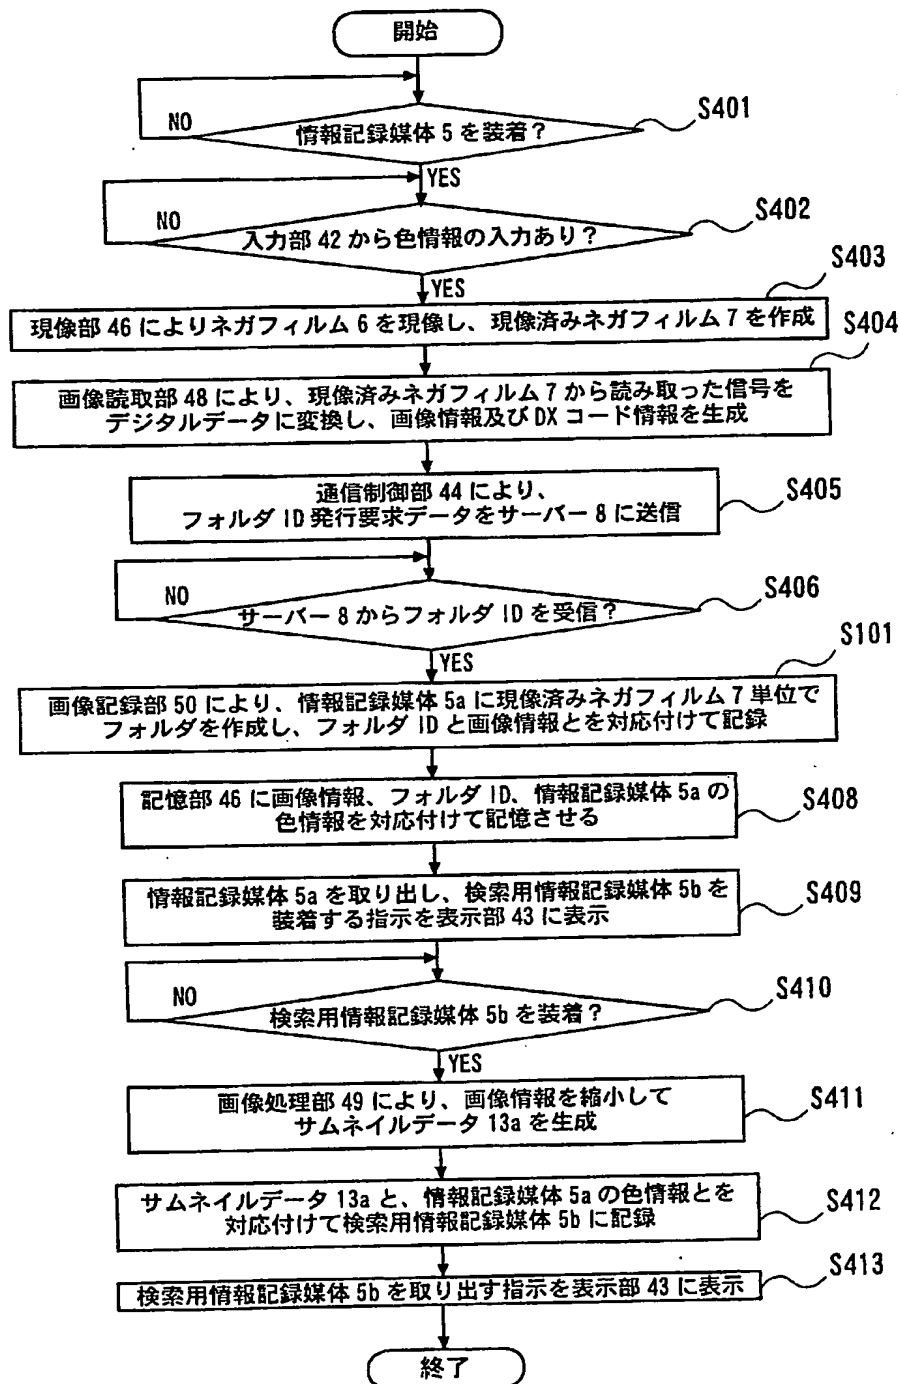 開始
NO
情報記録媒体 5 を装着？
S401
YES
NO
入力部 42 から色情報の入力あり？
S402
YES
S403
現像部 46 によりネガフィルム 6 を現像し、現像済みネガフィルム 7 を作成
S404
画像読取部 48 により、現像済みネガフィルム 7 から読み取った信号を
デジタルデータに変換し、画像情報及び DX コード情報を生成
通信制御部 44 により、
フォルダ ID 発行要求データをサーバー 8 に送信
S405
NO
サーバー 8 からフォルダ ID を受信？
S406
YES
S101
画像記録部 50 により、情報記録媒体 5a に現像済みネガフィルム 7 単位で
フォルダを作成し、フォルダ ID と画像情報とを対応付けて記録
記憶部 46 に画像情報、フォルダ ID、情報記録媒体 5a の
色情報を対応付けて記憶させる
S408
情報記録媒体 5a を取り出し、検索用情報記録媒体 5b を
装着する指示を表示部 43 に表示
S409
NO
検索用情報記録媒体 5b を装着？
S410
YES
画像処理部 49 により、画像情報を縮小して
サムネイルデータ 13a を生成
S411
サムネイルデータ 13a と、情報記録媒体 5a の色情報とを
対応付けて検索用情報記録媒体 5b に記録
S412
検索用情報記録媒体 5b を取り出す指示を表示部 43 に表示
S413
終了